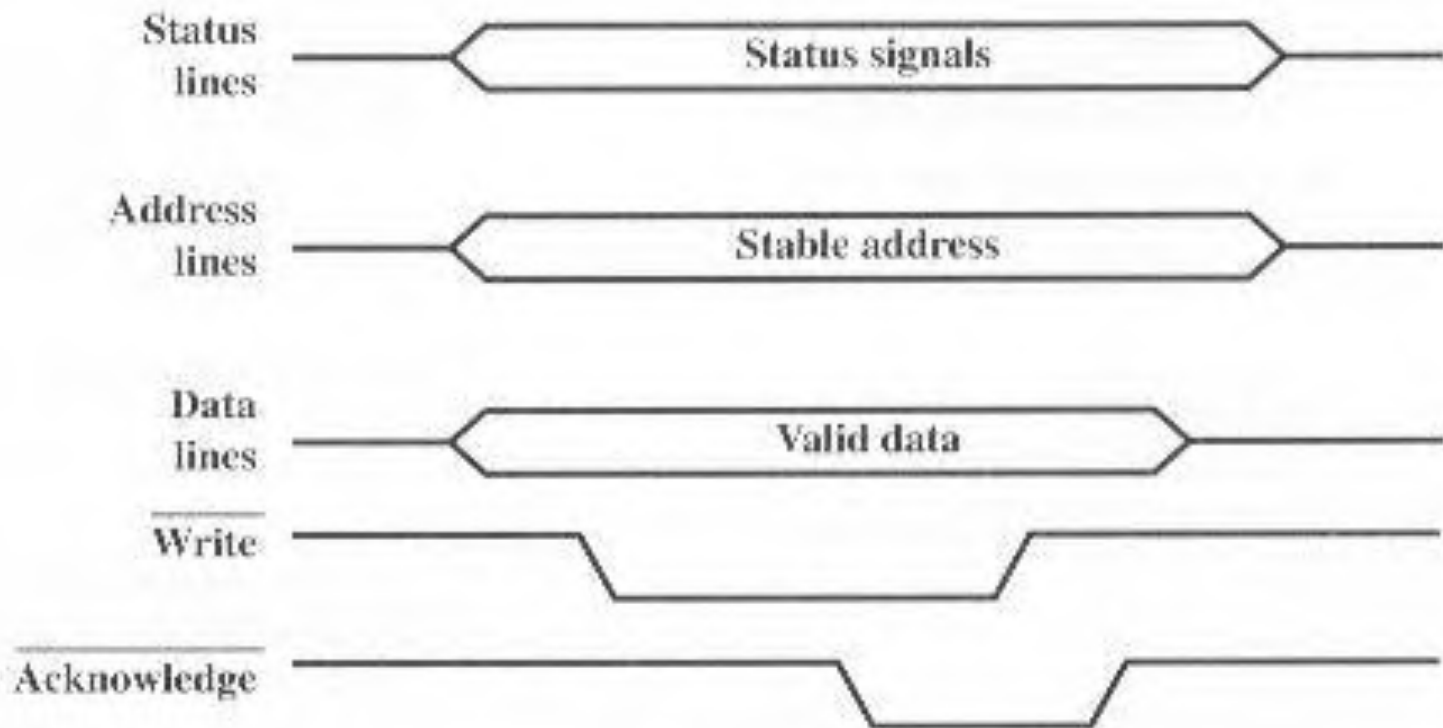 Status
lines
Status signals
Address
lines
Stable address
Data
lines
Valid data
Write
Acknowledge